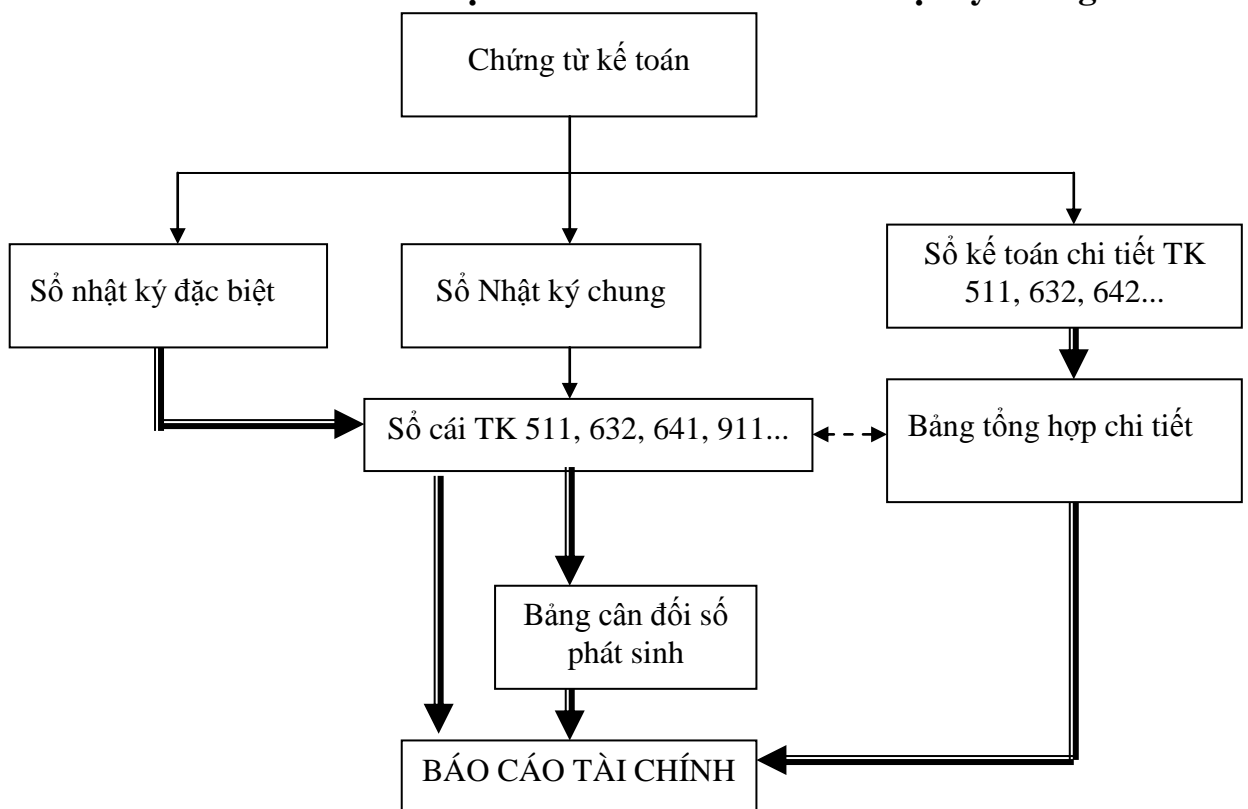 Chứng từ kế toán
Sổ nhật ký đặc biệt
Sổ Nhật ký chung
Sổ kế toán chi tiết TK
511, 632, 642...
Sổ cái TK 511, 632, 641, 911...
Bảng tổng hợp chi tiết
Bảng cân đối số
phát sinh
BÁO CÁO TÀI CHÍNH